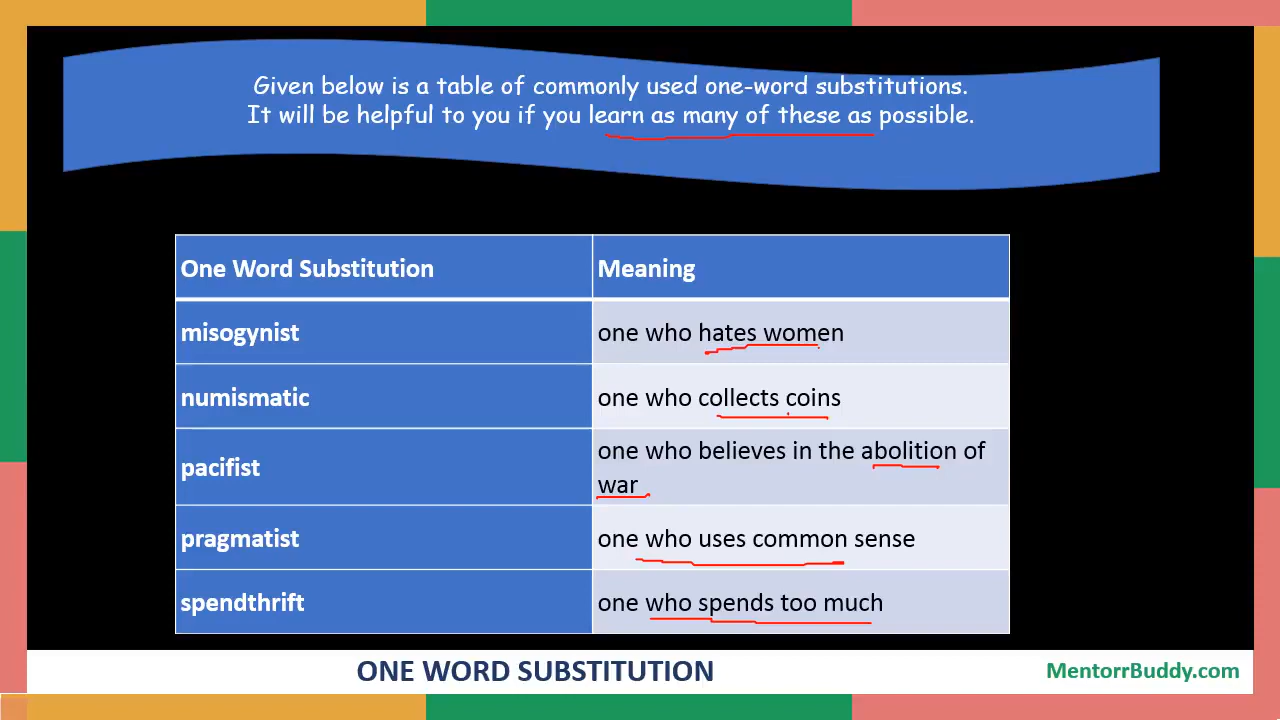 Given below is a table of commonly used one-word substitutions.
It will be helpful to you if you learn as many of these as possible.
One Word Substitution
Meaning
misogynist
one who hates women
numismatic
one who collects coins
pacifist
one who believes in the abolition of
war
pragmatist
one who uses common sense
spendthrift
one who spends too much
ONE WORD SUBSTITUTION
MentorrBuddy.com